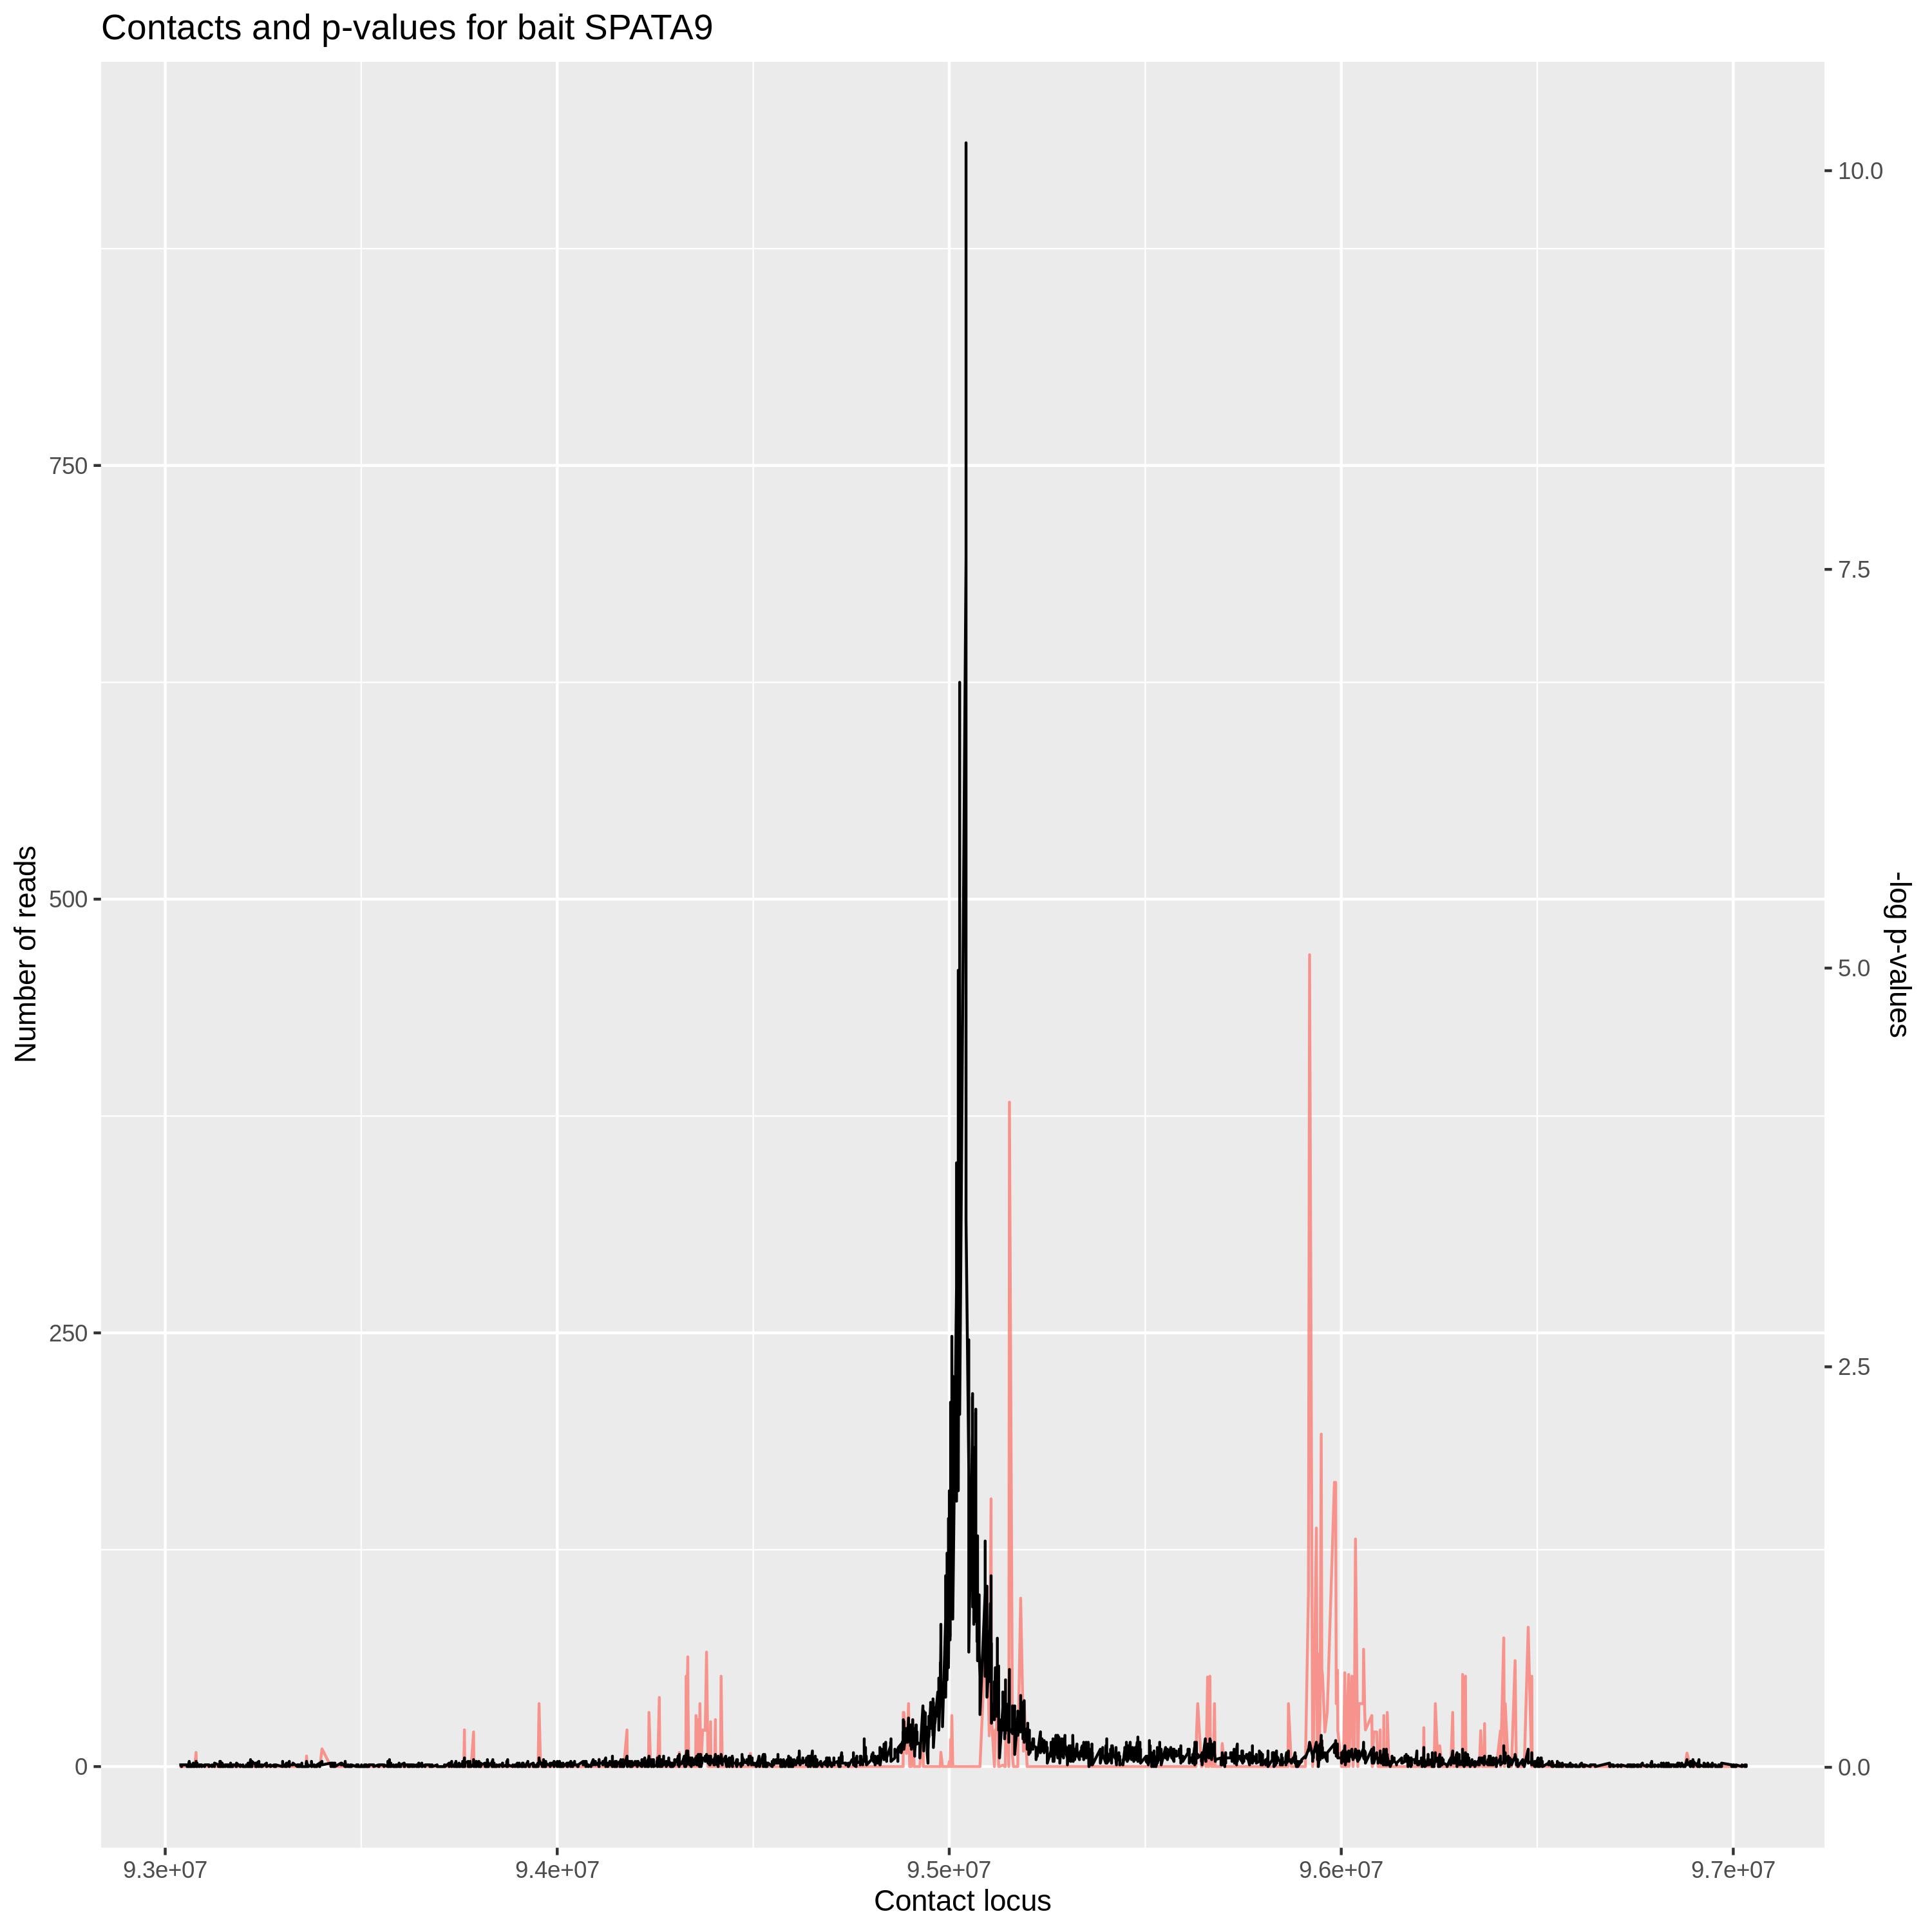 Contacts and p-values for bait SPATA9
10.0
750
7.5
Number of reads
500
-log p-values
5.0
250
2.5
0
0.0
9.3e+07 9.4e+07 9.5e+07 9.6e+07 9.7e+07
Contact locus